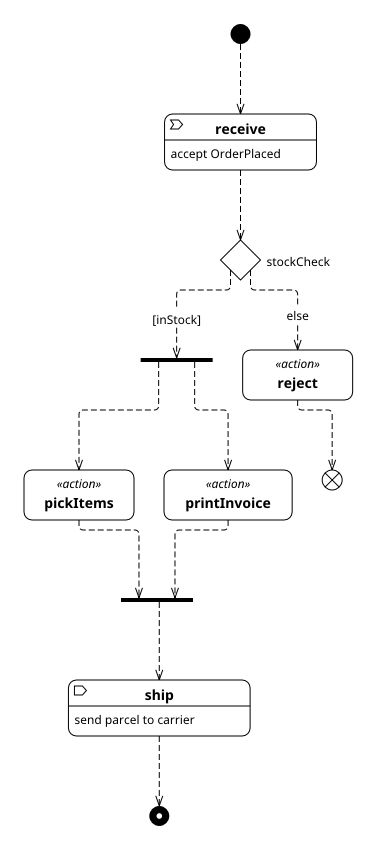 receive
accept OrderPlaced
stockCheck
[inStock]
else
«action»
reject
«action»
pickItems
«action»
printInvoice
ship
send parcel to carrier